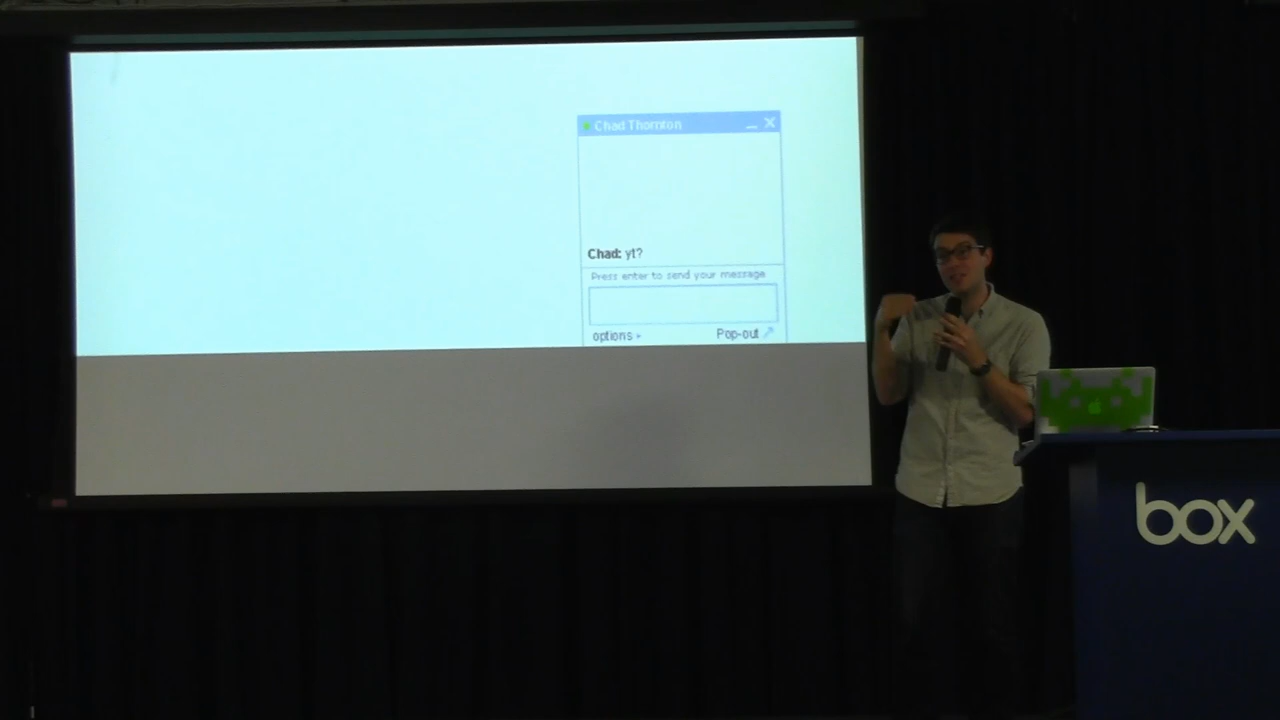 Chad Thornton
Chad: yt?
Press enter to send your message
options
Pop-out
box